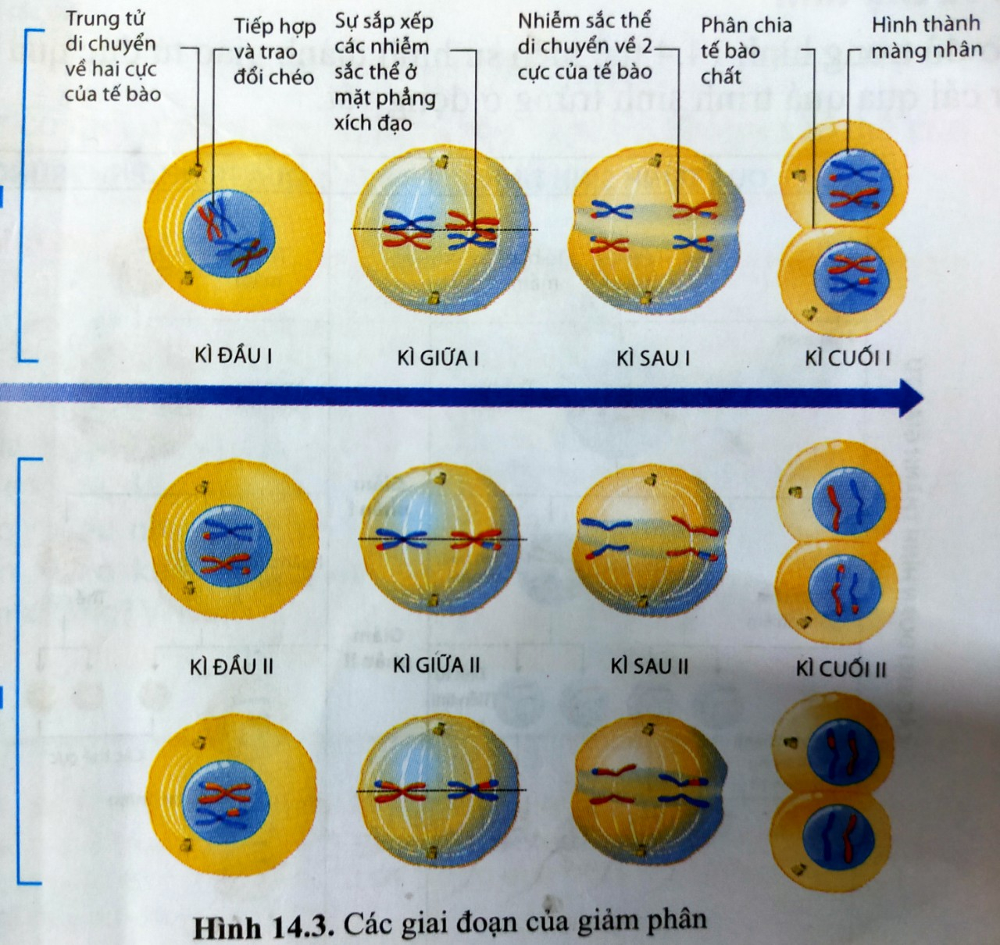 Trung tử
di chuyển
về hai cực
của tế bào
Tiếp hợp
và trao
đổi chéo
Sự sắp xếp
các nhiễm
sắc thể ở
mặt phẳng
xích đạo
Nhiễm sắc thể
di chuyển về 2
cực của tế bào
Phân chia
tế bào
chất
Hình thành
màng nhân
KÌ ĐẦU I
KÌ GIỮA I
KÌ SAU I
KÌ CUỐI I
KÌ ĐẦU II
KÌ GIỮA II
KÌ SAU II
KÌ CUỐI II
Hình 14.3. Các giai đoạn của giảm phân